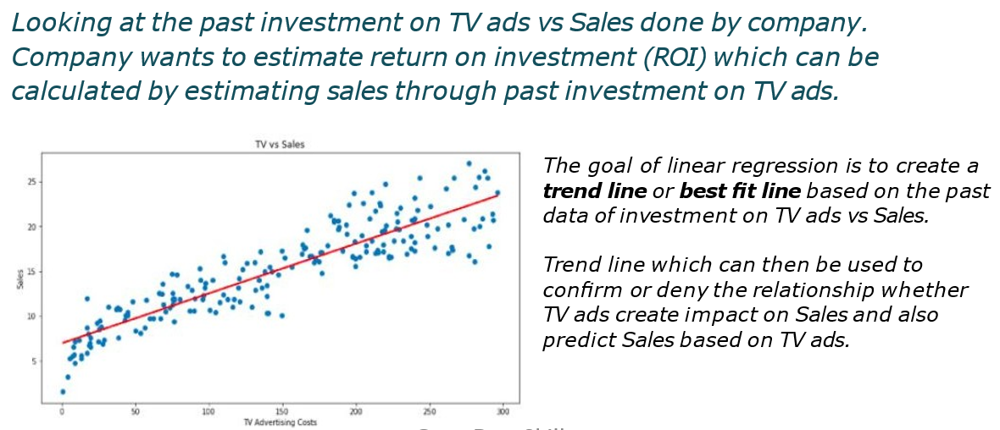 Looking at the past investment on TV ads vs Sales done by company.
Company wants to estimate return on investment (ROI) which can be
calculated by estimating sales through past investment on TV ads.
TV vs Sales
25
20
15
10
5
Sales
0 50 100 150 200 250 300
TV Advertising Costs
The goal of linear regression is to create a
trend line or best fit line based on the past
data of investment on TV ads vs Sales.
Trend line which can then be used to
confirm or deny the relationship whether
TV ads create impact on Sales and also
predict Sales based on TV ads.